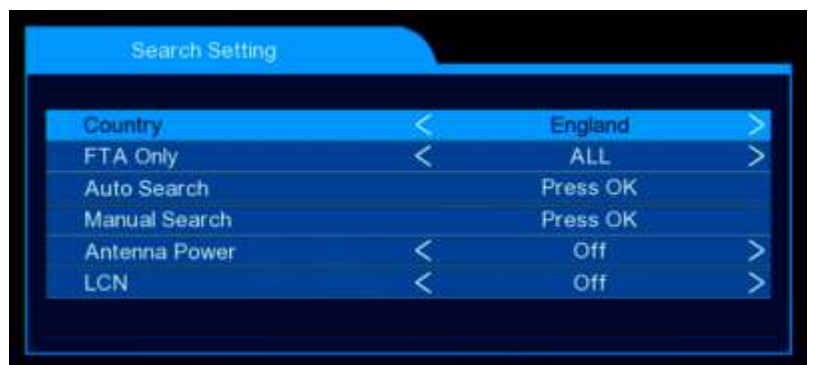 Search Setting
Country < England >
FTA Only < ALL >
Auto Search Press OK
Manual Search Press OK
Antenna Power < Off >
LCN < Off >